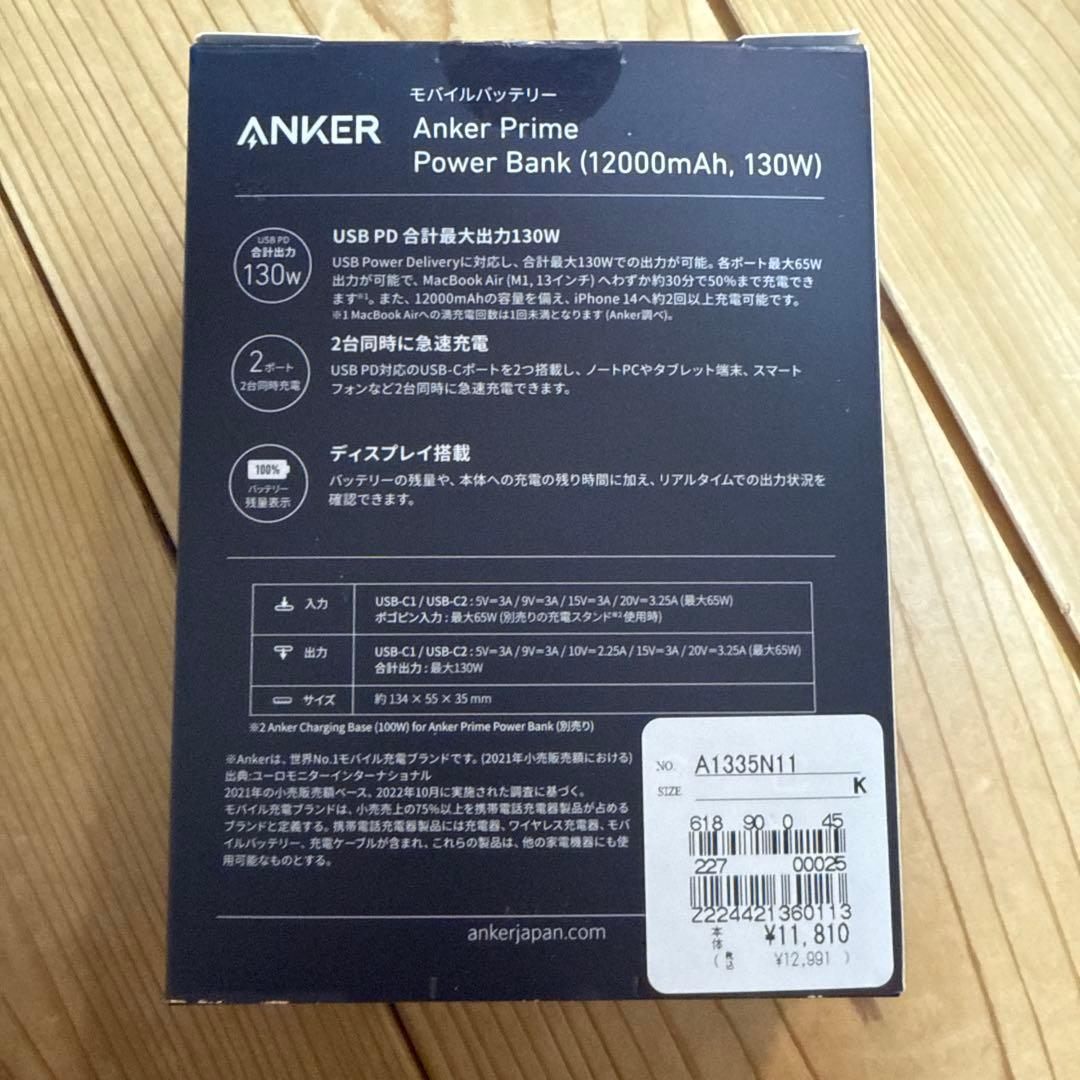 モバイルバッテリー
ANKER
Anker Prime
Power Bank (12000mAh, 130W)
USB PD
合計出力
130W
USB PD 合計最大出力130W
USB Power Deliveryに対応し、合計最大130Wでの出力が可能。各ポート最大65W
出力が可能で、MacBook Air (M1, 13インチ) へわずか約30分で50%まで充電でき
ます※1。また、12000mAhの容量を備え、iPhone 14へ約2回以上充電可能です。
※1 MacBook Airへの満充電回数は1回未満となります (Anker調べ)。
2ポート
2台同時充電
2台同時に急速充電
USB PD対応のUSB-Cポートを2つ搭載し、ノートPCやタブレット端末、スマート
フォンなど2台同時に急速充電できます。
100%
バッテリー
残量表示
ディスプレイ搭載
バッテリーの残量や、本体への充電の残り時間に加え、リアルタイムでの出力状況を
確認できます。
入力
USB-C1 / USB-C2 : 5V⎓3A / 9V⎓3A / 15V⎓3A / 20V⎓3.25A (最大65W)
ポゴピン入力 : 最大65W (別売りの充電スタンド※2使用時)
出力
USB-C1 / USB-C2 : 5V⎓3A / 9V⎓3A / 10V⎓2.25A / 15V⎓3A / 20V⎓3.25A (最大65W)
合計出力 : 最大130W
サイズ
約 134 × 55 × 35 mm
※2 Anker Charging Base (100W) for Anker Prime Power Bank (別売り)
※Ankerは、世界No.1モバイル充電ブランドです。(2021年小売販売額における)
出典:ユーロモニターインターナショナル
2021年の小売販売額ベース、2022年10月に実施された調査に基づく。
モバイル充電ブランドは、小売売上の75%以上を携帯電話充電器製品が占める
ブランドと定義する。携帯電話充電器製品には充電器、ワイヤレス充電器、モバ
イルバッテリー、充電ケーブルが含まれ、これらの製品は、他の家電機器にも使
用可能なものとする。
ankerjapan.com
NO. A1335N11
SIZE K
618 90 0 45
227 00025
Z224421360113
本体 ¥11,810
(税込 ¥12,991 )